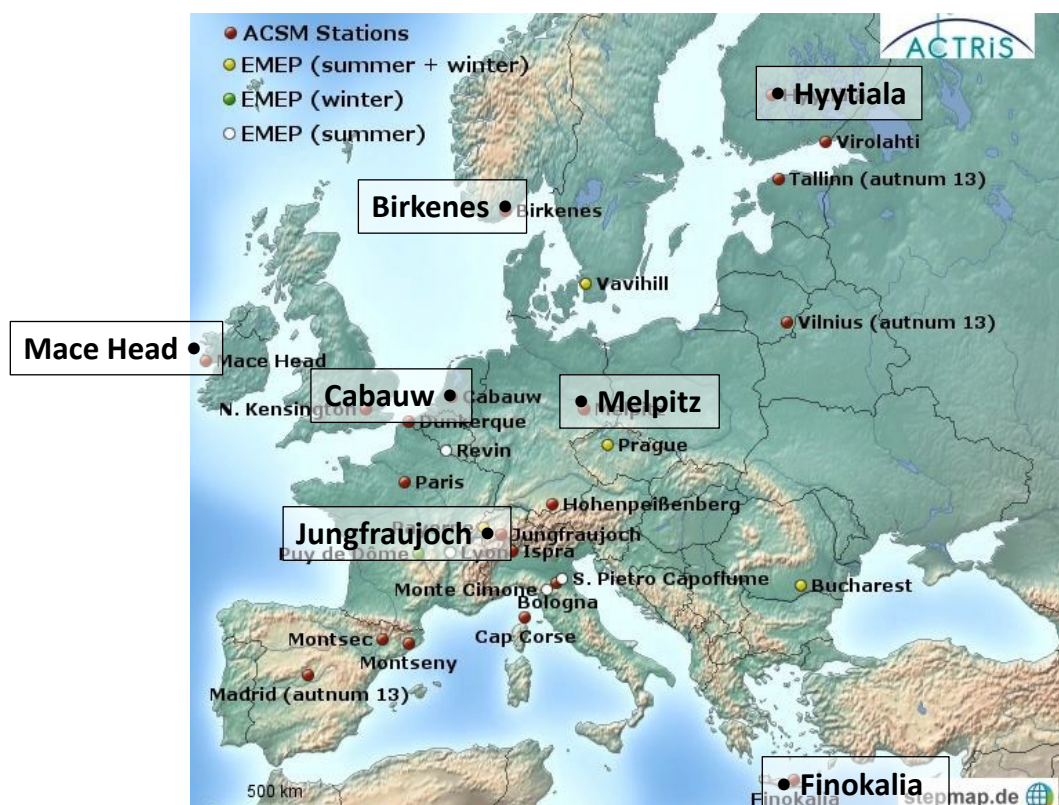 ACSM Stations
EMEP (summer + winter)
EMEP (winter)
EMEP (summer)
ACTRiS
• Hyytiala
Virolahti
Tallinn (autnum 13)
Birkenes •
Birkenes
Vavihill
Vilnius (autnum 13)
Mace Head •
Mace Head
Cabauw •
Cabauw
• Melpitz
Melpitz
N. Kensington
Dunkerque
Revin
Prague
Paris
Hohenpeißenberg
Jungfraujoch •
Payerne
Jungfraujoch
Puy de Dôme
Lyon
Ispra
Monte Cimone
S. Pietro Capofiume
Bologna
Bucharest
Cap Corse
Montsec
Montseny
Madrid (autnum 13)
• Finokalia
Finokalia
500 km
stepmap.de